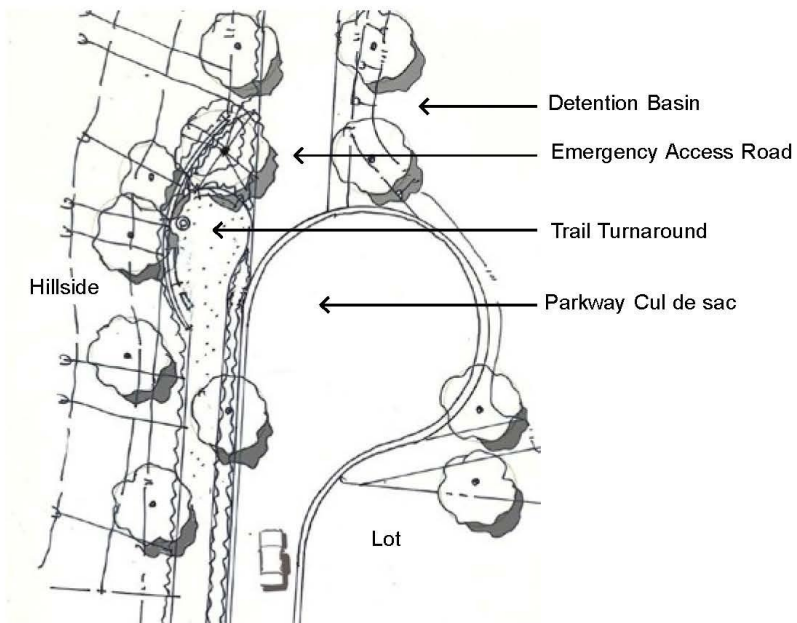 Detention Basin
Emergency Access Road
Trail Turnaround
Hillside
Parkway Cul de sac
Lot